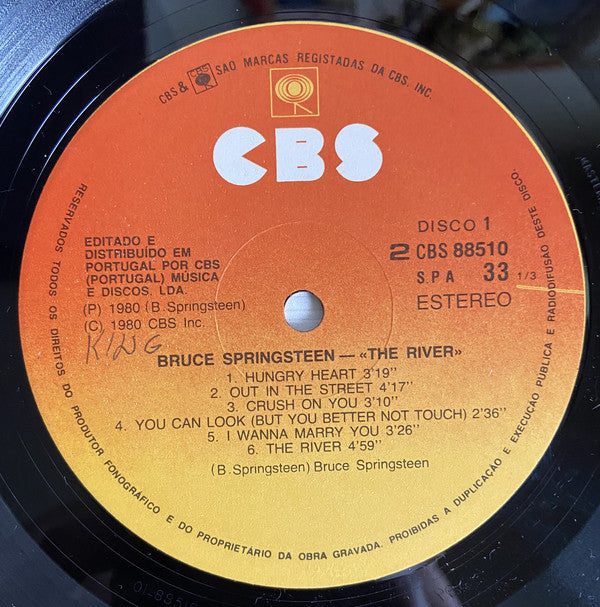 CBS & CBS SAO MARCAS REGISTADAS DA CBS, INC.
CBS
EDITADO E
DISTRIBUÍDO EM
PORTUGAL POR CBS
(PORTUGAL) MÚSICA
E DISCOS, LDA.
(P) 1980 (B. Springsteen)
(C) 1980 CBS Inc.
KING
DISCO 1
2 CBS 88510
S.P.A 33 1/3
ESTEREO
BRUCE SPRINGSTEEN — «THE RIVER»
1. HUNGRY HEART 3'19''
2. OUT IN THE STREET 4'17''
3. CRUSH ON YOU 3'10''
4. YOU CAN LOOK (BUT YOU BETTER NOT TOUCH) 2'36''
5. I WANNA MARRY YOU 3'26''
6. THE RIVER 4'59''
(B. Springsteen) Bruce Springsteen
RESERVADOS TODOS OS DIREITOS DO PRODUTOR FONOGRÁFICO E DO PROPRIETÁRIO DA OBRA GRAVADA. PROIBIDAS A DUPLICAÇÃO E EXECUÇÃO PUBLICA E RADIODIFUSÃO DESTE DISCO